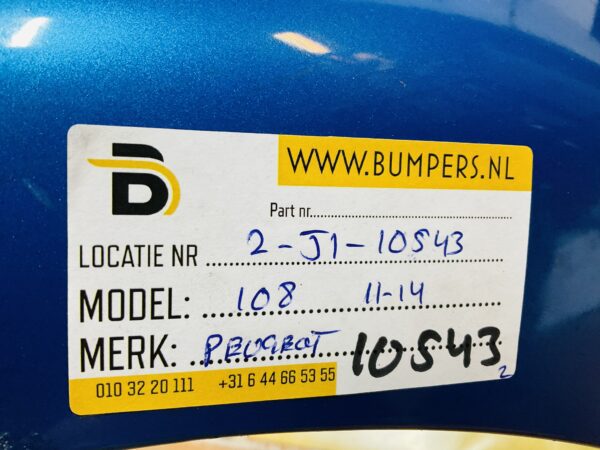 WWW.BUMPERS.NL
Part nr
LOCATIE NR 2-J1-10543
MODEL: 108 11-14
MERK: PEUGEOT 10543
2
010 32 20 111 +31 6 44 66 53 55